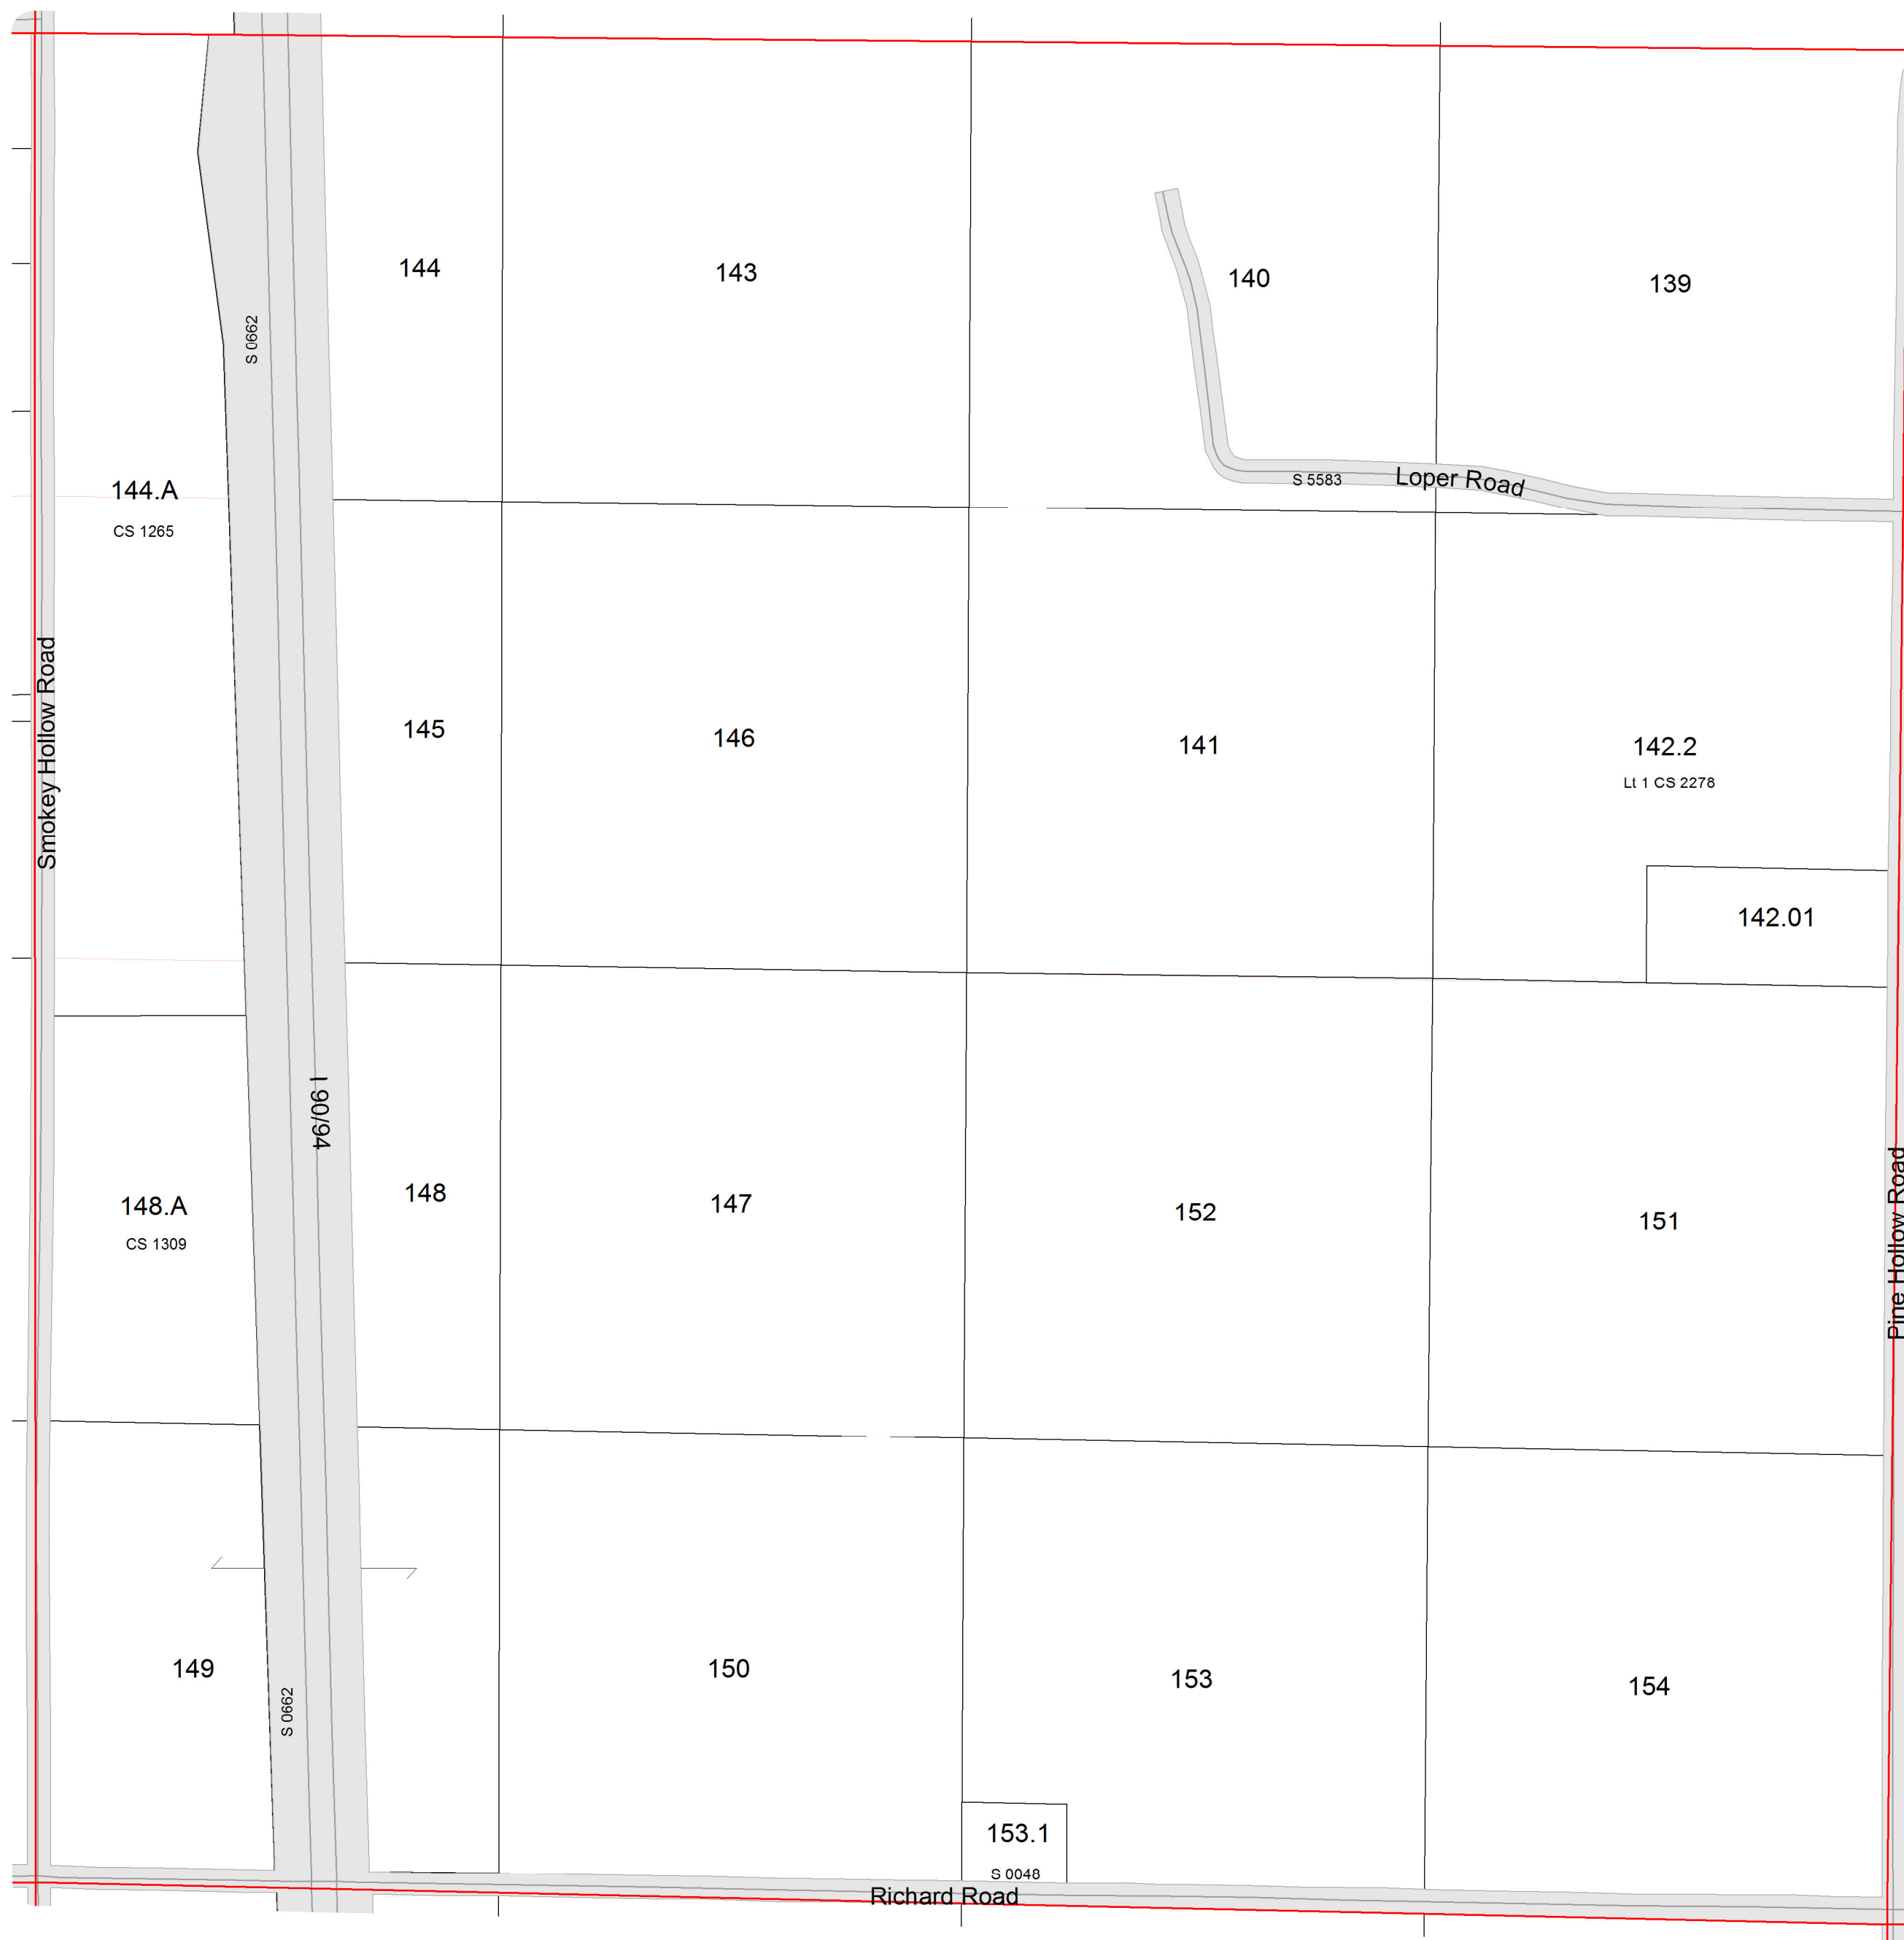 144
143
140
139
S 0662
S 5583
Loper Road
144.A
CS 1265
Smokey Hollow Road
145
146
141
142.2
Lt 1 CS 2278
142.01
I 90/94
148.A
CS 1309
148
147
152
151
Pine Hollow Road
149
S 0662
150
153
154
153.1
S 0048
Richard Road